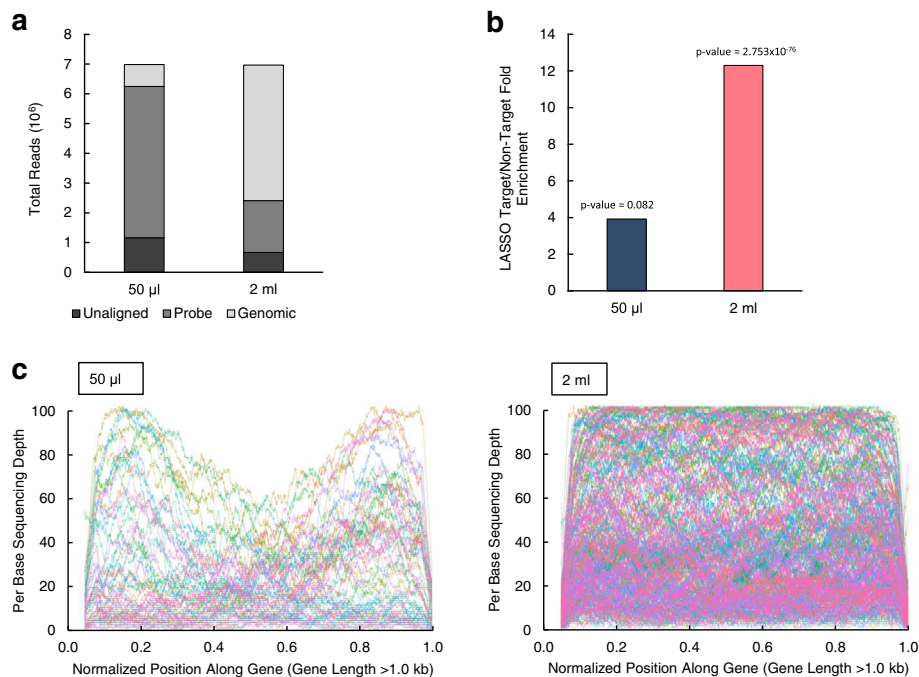 a
8
7
6
5
4
3
2
1
0
Total Reads (10⁶)
50 µl
2 ml
Unaligned Probe Genomic
b
14
12
10
8
6
4
2
0
LASSO Target/Non-Target Fold
Enrichment
p-value = 0.082
p-value = 2.753x10⁻⁷⁶
50 µl
2 ml
c
50 µl
100
80
60
40
20
0
Per Base Sequencing Depth
0.0 0.2 0.4 0.6 0.8 1.0
Normalized Position Along Gene (Gene Length >1.0 kb)
2 ml
100
80
60
40
20
0
Per Base Sequencing Depth
0.0 0.2 0.4 0.6 0.8 1.0
Normalized Position Along Gene (Gene Length >1.0 kb)